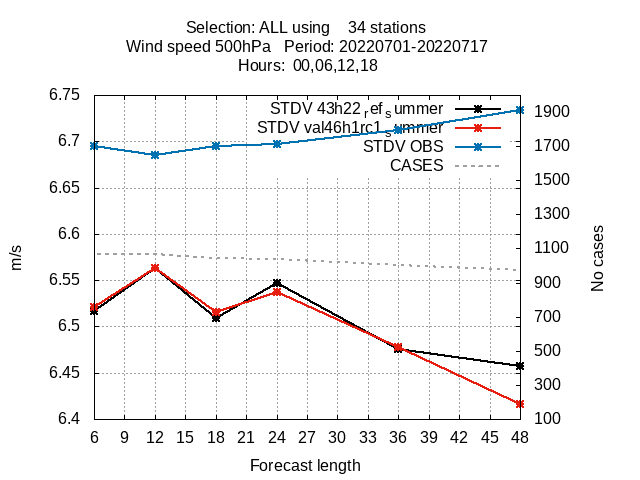 Selection: ALL using 34 stations
Wind speed 500hPa Period: 20220701-20220717
Hours: 00,06,12,18
STDV 43h22ᵣefₛummer
STDV val46h1rc1ₛummer
STDV OBS
CASES
6.75
6.7
6.65
6.6
6.55
6.5
6.45
6.4
m/s
1900
1700
1500
1300
1100
900
700
500
300
100
No cases
6 9 12 15 18 21 24 27 30 33 36 39 42 45 48
Forecast length